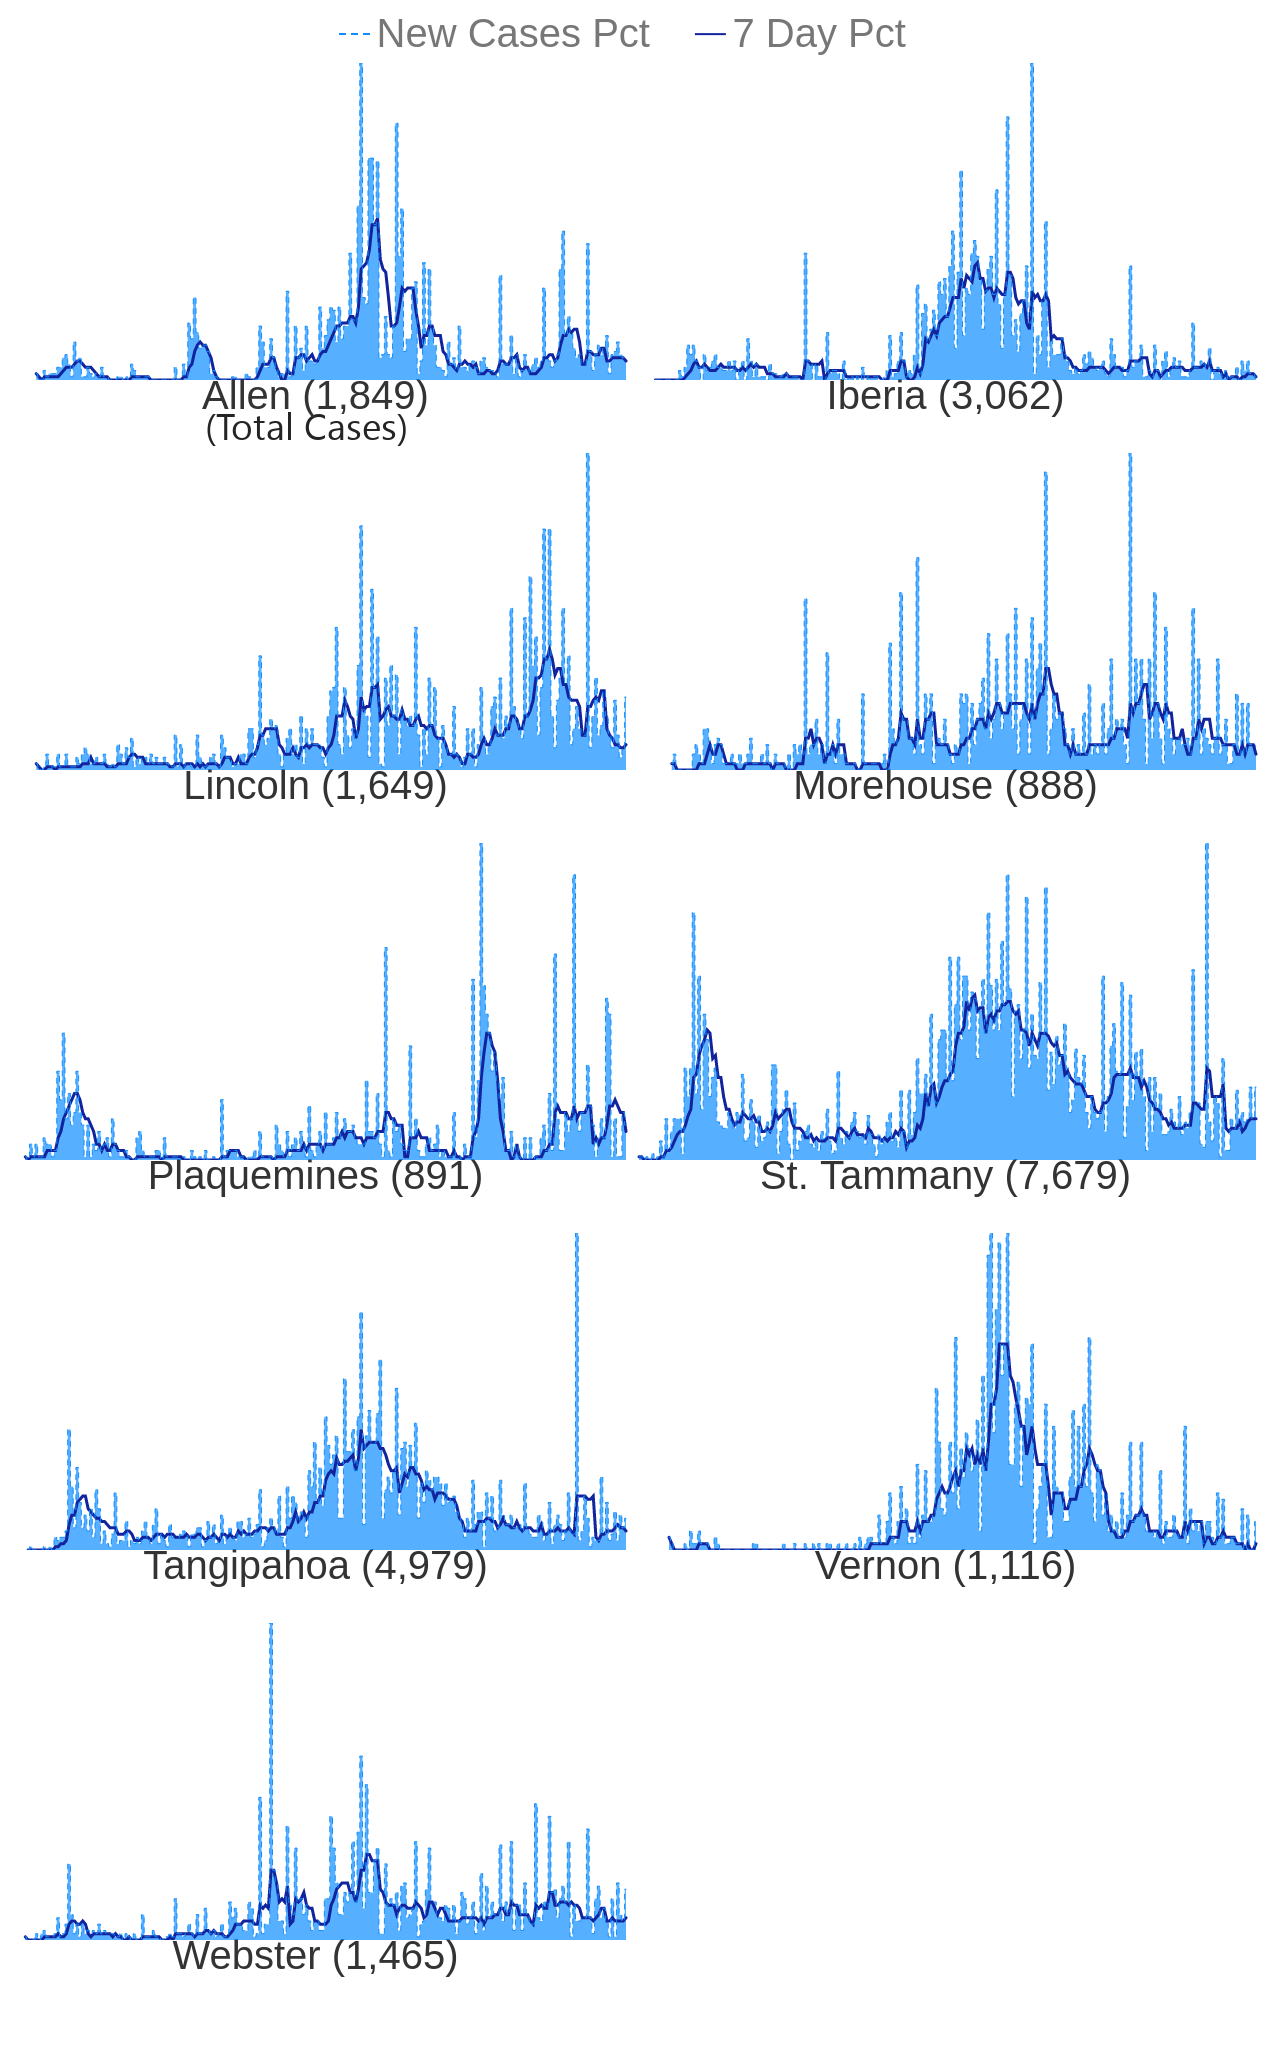 New Cases Pct 7 Day Pct
Allen (1,849) Iberia (3,062)
(Total Cases)
Lincoln (1,649) Morehouse (888)
Plaquemines (891) St. Tammany (7,679)
Tangipahoa (4,979) Vernon (1,116)
Webster (1,465)